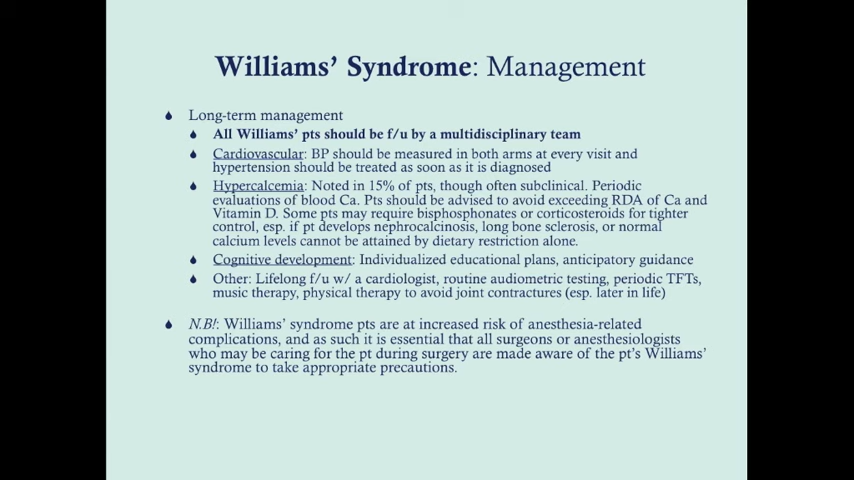 Williams’ Syndrome: Management
Long-term management
All Williams’ pts should be f/u by a multidisciplinary team
Cardiovascular: BP should be measured in both arms at every visit and
hypertension should be treated as soon as it is diagnosed
Hypercalcemia: Noted in 15% of pts, though often subclinical. Periodic
evaluations of blood Ca. Pts should be advised to avoid exceeding RDA of Ca and
Vitamin D. Some pts may require bisphosphonates or corticosteroids for tighter
control, esp. if pt develops nephrocalcinosis, long bone sclerosis, or normal
calcium levels cannot be attained by dietary restriction alone.
Cognitive development: Individualized educational plans, anticipatory guidance
Other: Lifelong f/u w/ a cardiologist, routine audiometric testing, periodic TFTs,
music therapy, physical therapy to avoid joint contractures (esp. later in life)
N.B!: Williams’ syndrome pts are at increased risk of anesthesia-related
complications, and as such it is essential that all surgeons or anesthesiologists
who may be caring for the pt during surgery are made aware of the pt’s Williams’
syndrome to take appropriate precautions.